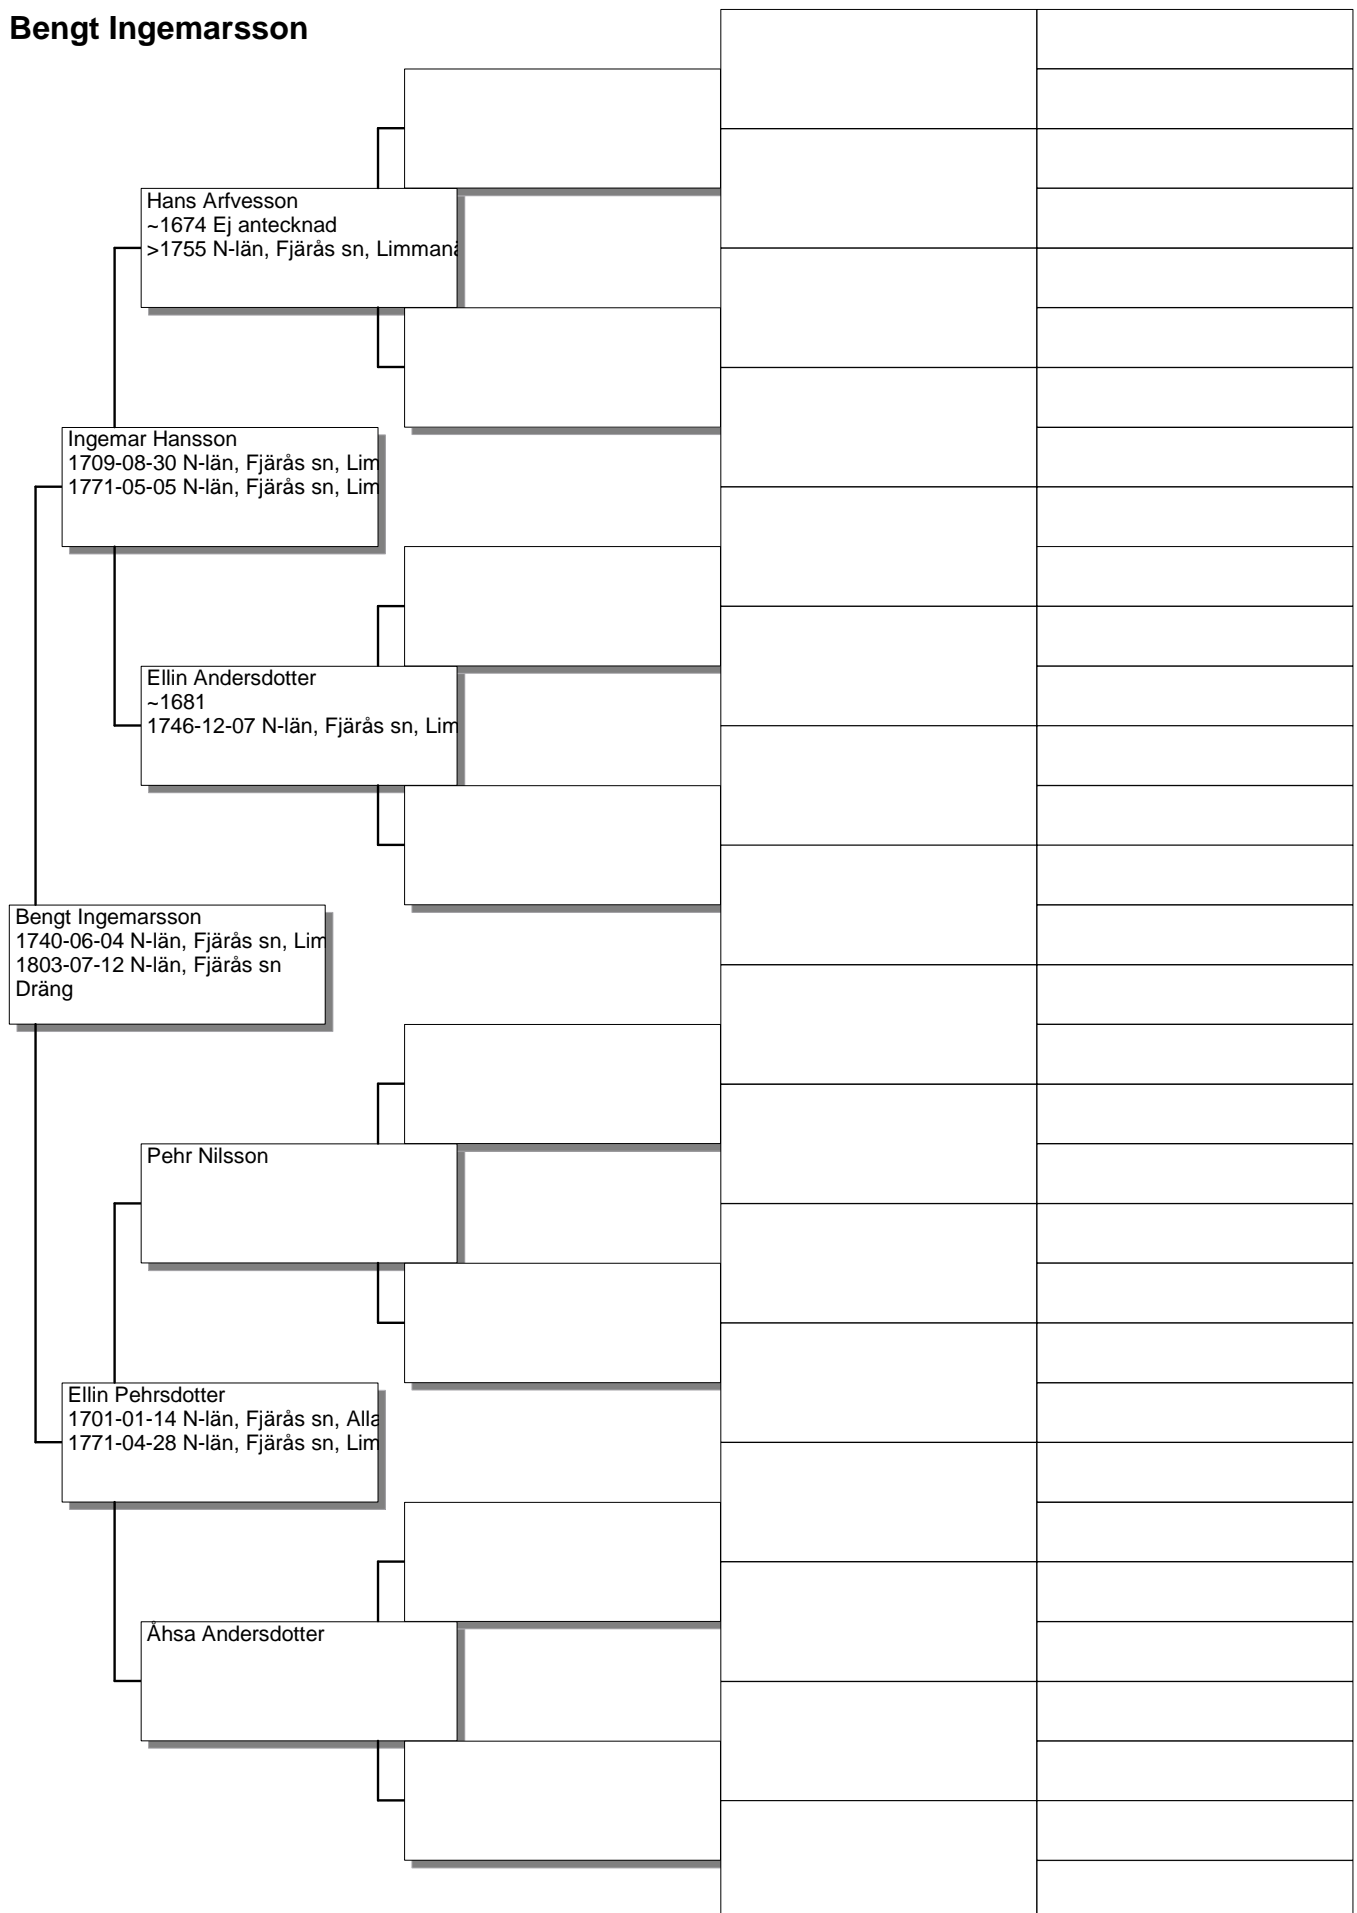 Bengt Ingemarsson
Hans Arfvesson
~1674 Ej antecknad
>1755 N-län, Fjärås sn, Limmanä
Ingemar Hansson
1709-08-30 N-län, Fjärås sn, Lim
1771-05-05 N-län, Fjärås sn, Lim
Ellin Andersdotter
~1681
1746-12-07 N-län, Fjärås sn, Lim
Bengt Ingemarsson
1740-06-04 N-län, Fjärås sn, Lim
1803-07-12 N-län, Fjärås sn
Dräng
Pehr Nilsson
Ellin Pehrsdotter
1701-01-14 N-län, Fjärås sn, Alla
1771-04-28 N-län, Fjärås sn, Lim
Åhsa Andersdotter